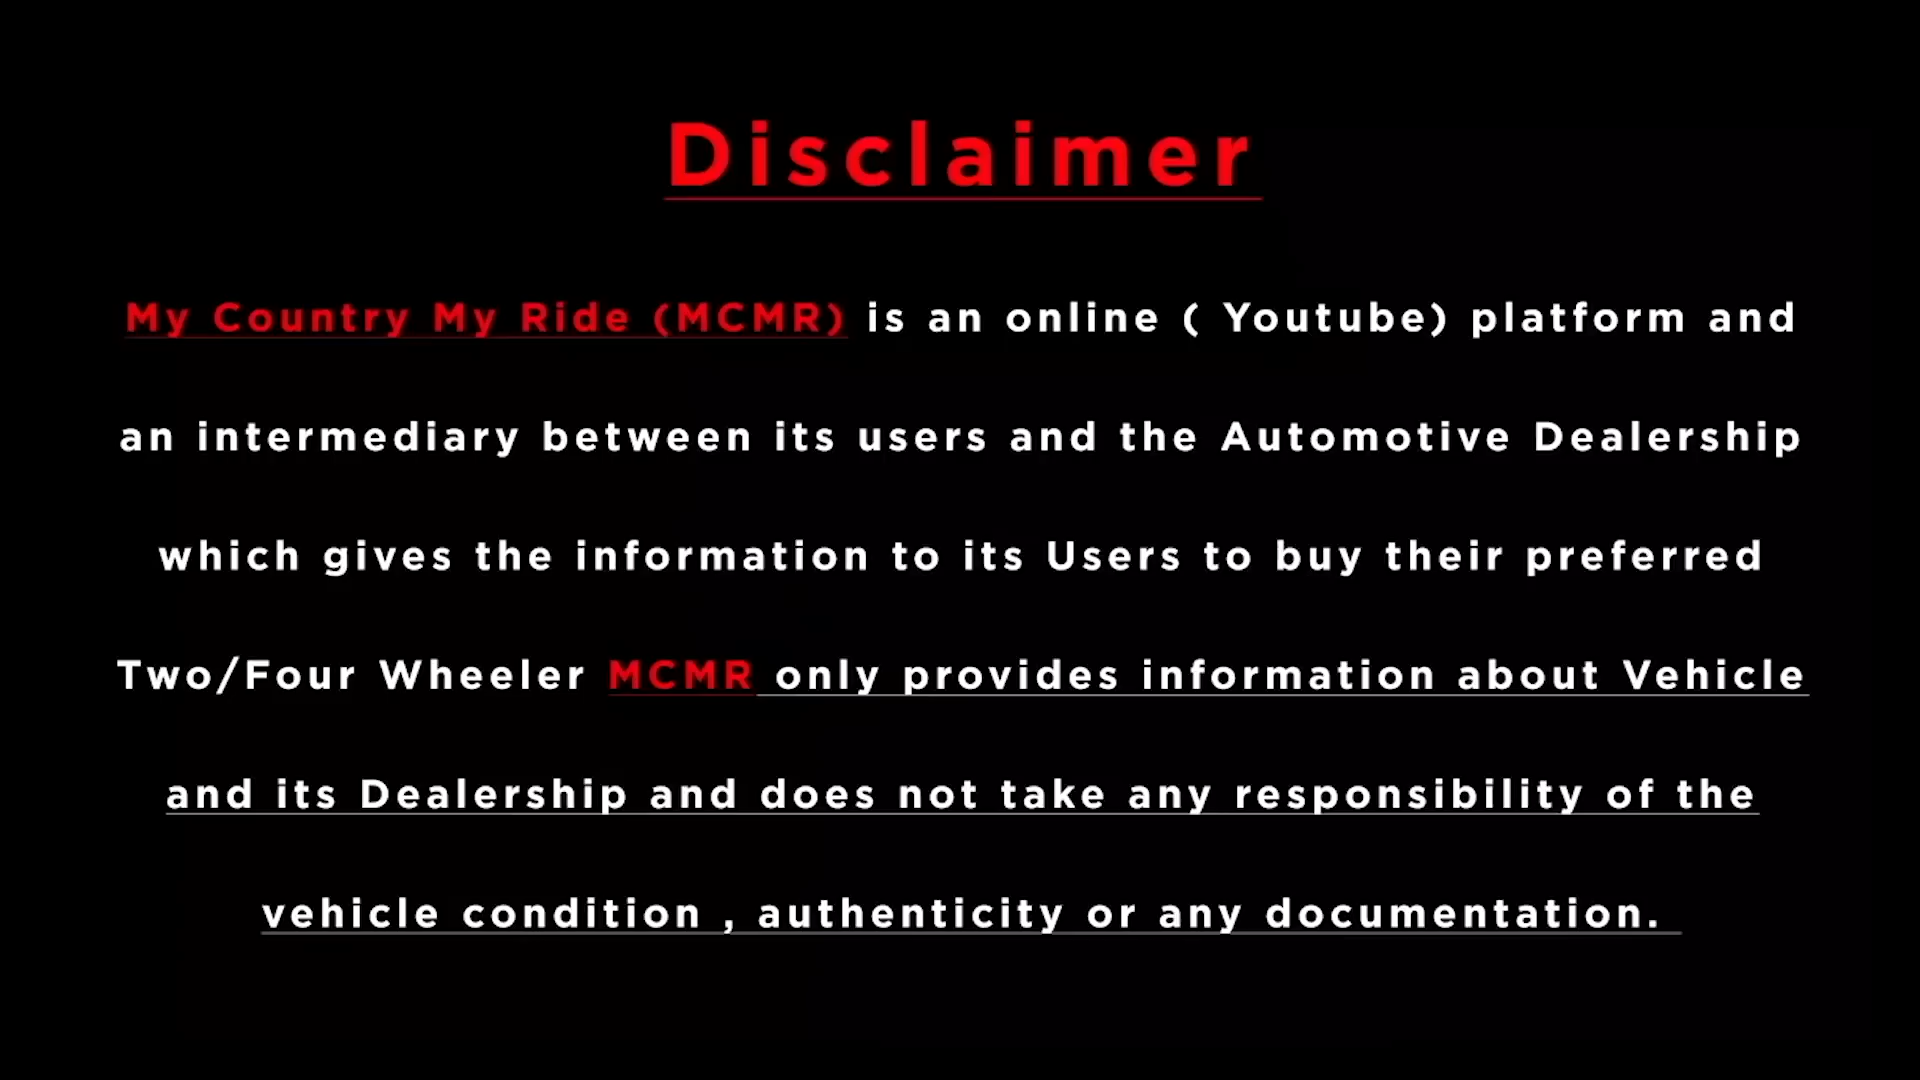 Disclaimer
My Country My Ride (MCMR) is an online ( Youtube) platform and
an intermediary between its users and the Automotive Dealership
which gives the information to its Users to buy their preferred
Two/Four Wheeler MCMR only provides information about Vehicle
and its Dealership and does not take any responsibility of the
vehicle condition , authenticity or any documentation.